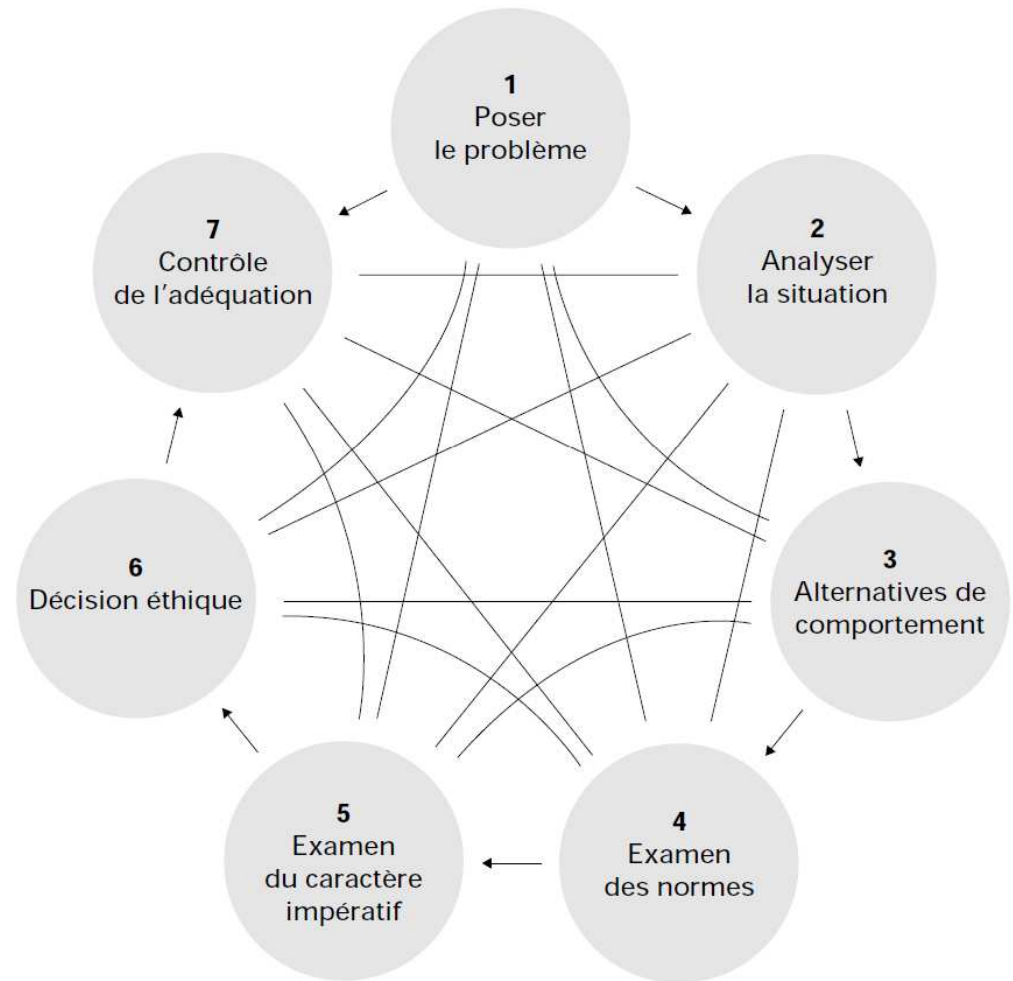 1
Poser
le problème
2
Analyser
la situation
3
Alternatives de
comportement
4
Examen
des normes
5
Examen
du caractère
impératif
6
Décision éthique
7
Contrôle
de l'adéquation